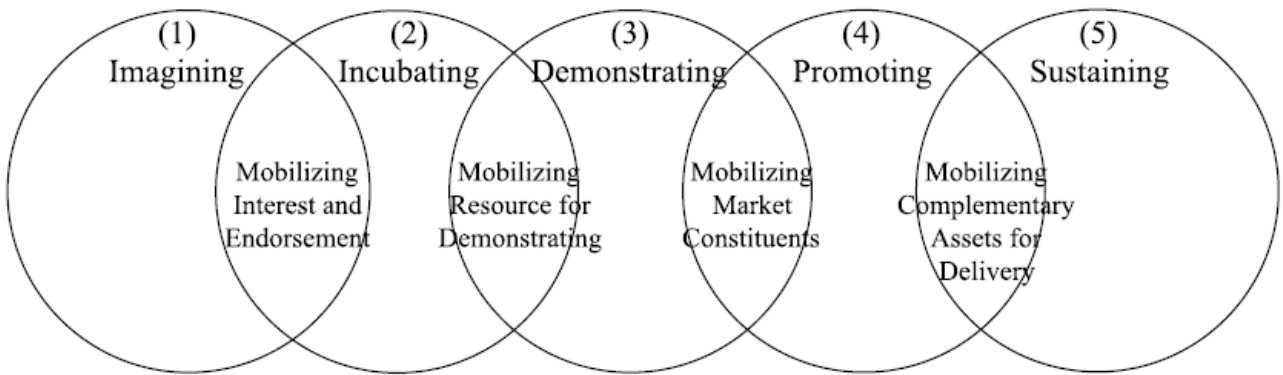 (1)
Imagining
(2)
Incubating
(3)
Demonstrating
(4)
Promoting
(5)
Sustaining
Mobilizing
Interest and
Endorsement
Mobilizing
Resource for
Demonstrating
Mobilizing
Market
Constituents
Mobilizing
Complementary
Assets for
Delivery